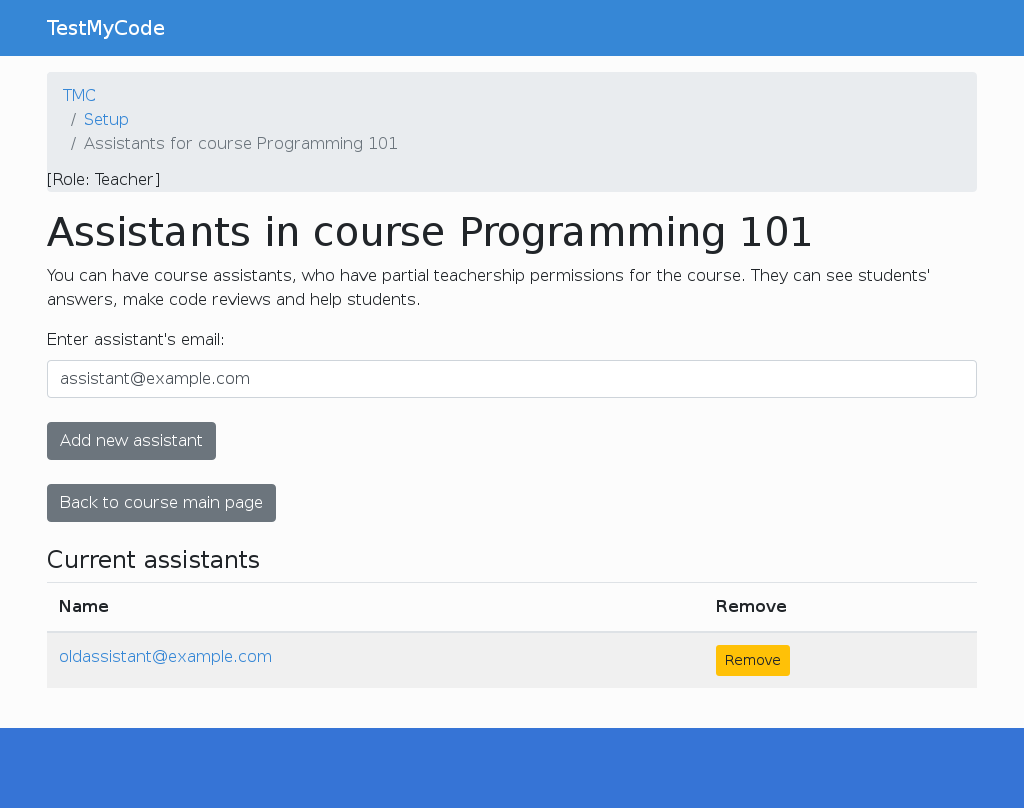 TestMyCode
TMC
/ Setup
/ Assistants for course Programming 101
[Role: Teacher]
Assistants in course Programming 101
You can have course assistants, who have partial teachership permissions for the course. They can see students'
answers, make code reviews and help students.
Enter assistant's email:
assistant@example.com
Add new assistant
Back to course main page
Current assistants
Name Remove
oldassistant@example.com Remove